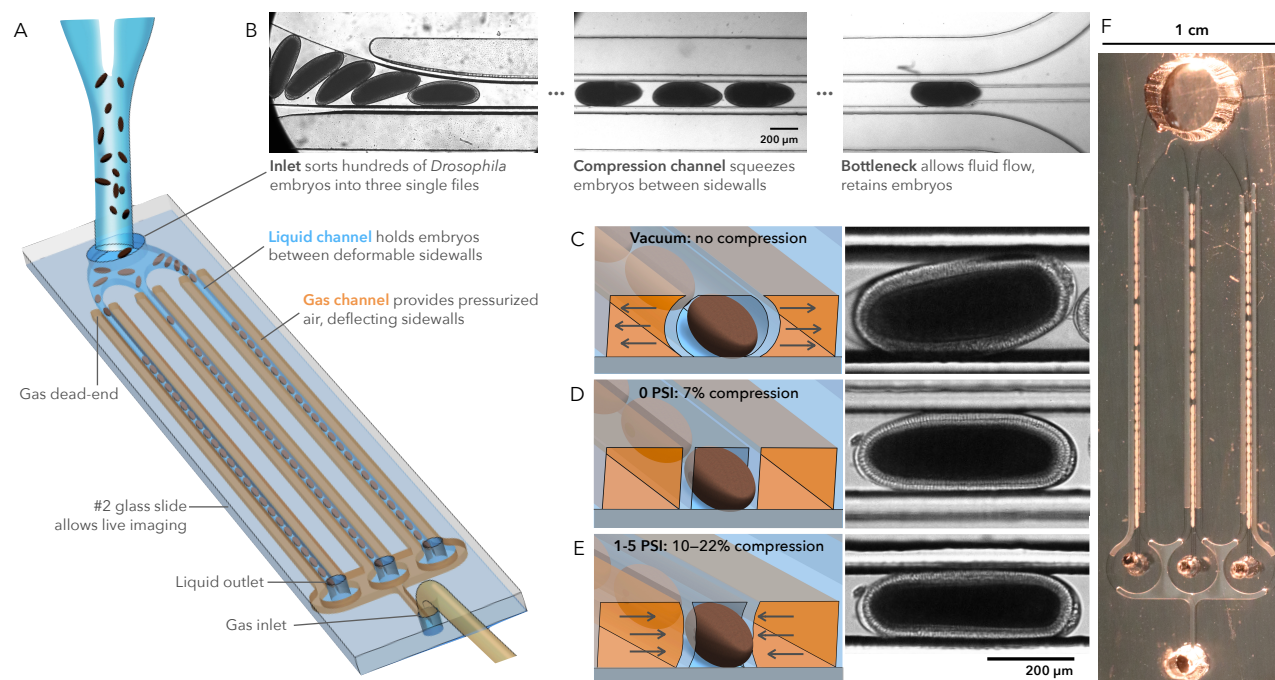 A
B
F
1 cm
200 µm
Inlet sorts hundreds of Drosophila
embryos into three single files
Compression channel squeezes
embryos between sidewalls
Bottleneck allows fluid flow,
retains embryos
Liquid channel holds embryos
between deformable sidewalls
Gas channel provides pressurized
air, deflecting sidewalls
Gas dead-end
#2 glass slide
allows live imaging
Liquid outlet
Gas inlet
C
Vacuum: no compression
D
0 PSI: 7% compression
E
1-5 PSI: 10–22% compression
200 µm